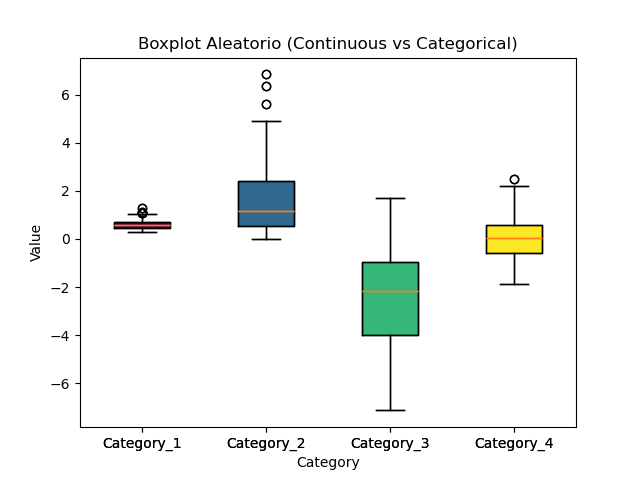 Boxplot Aleatorio (Continuous vs Categorical)
6
4
2
0
−2
−4
−6
Value
Category_1 Category_2 Category_3 Category_4
Category